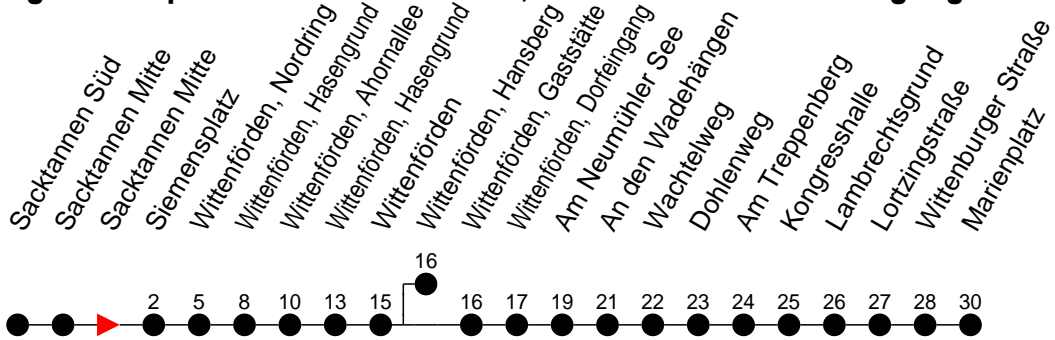 Sacktannen Süd
Sacktannen Mitte
Sacktannen Mitte
Siemensplatz
Wittenförden, Nordring
Wittenförden, Hasengrund
Wittenförden, Ahornallee
Wittenförden, Hasengrund
Wittenförden
Wittenförden, Hansberg
Wittenförden, Gaststätte
Wittenförden, Dorfeingang
Am Neumühler See
An den Wadehängen
Wachtelweg
Dohlenweg
Am Treppenberg
Kongresshalle
Lambrechtsgrund
Lortzingstraße
Wittenburger Straße
Marienplatz
16
2 5 8 10 13 15 16 17 19 21 22 23 24 25 26 27 28 30